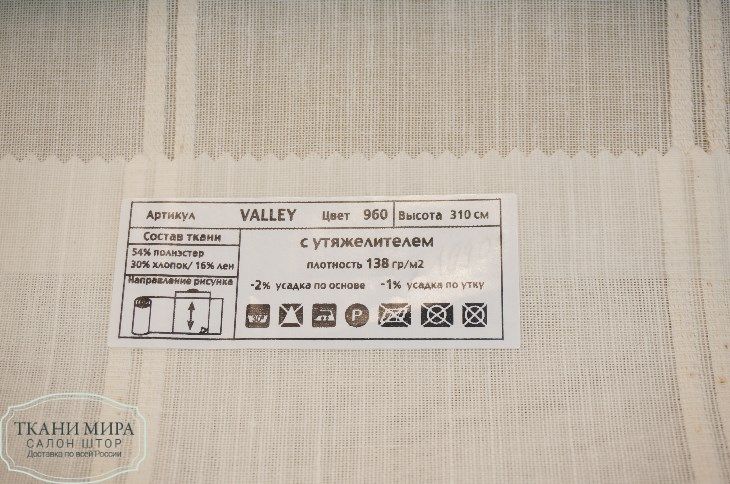 Артикул VALLEY Цвет 960 Высота 310 см
Состав ткани
54% полиэстер
30% хлопок/ 16% лен
Направление рисунка
с утяжелителем
плотность 138 гр/м2
-2% усадка по основе -1% усадка по утку
P
ТКАНИ МИРА
САЛОН ШТОР
Доставка по всей России